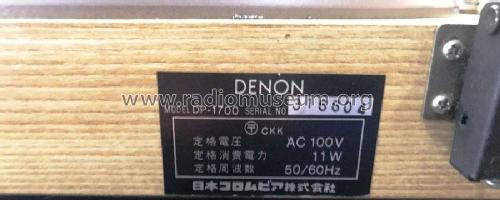 DENON
MODEL DP-1700 SERIAL NO
〒 CKK
定格電圧 AC 100V
定格消費電力 11W
定格周波数 50/60Hz
日本コロムビア株式会社
www.radiomuseum.org